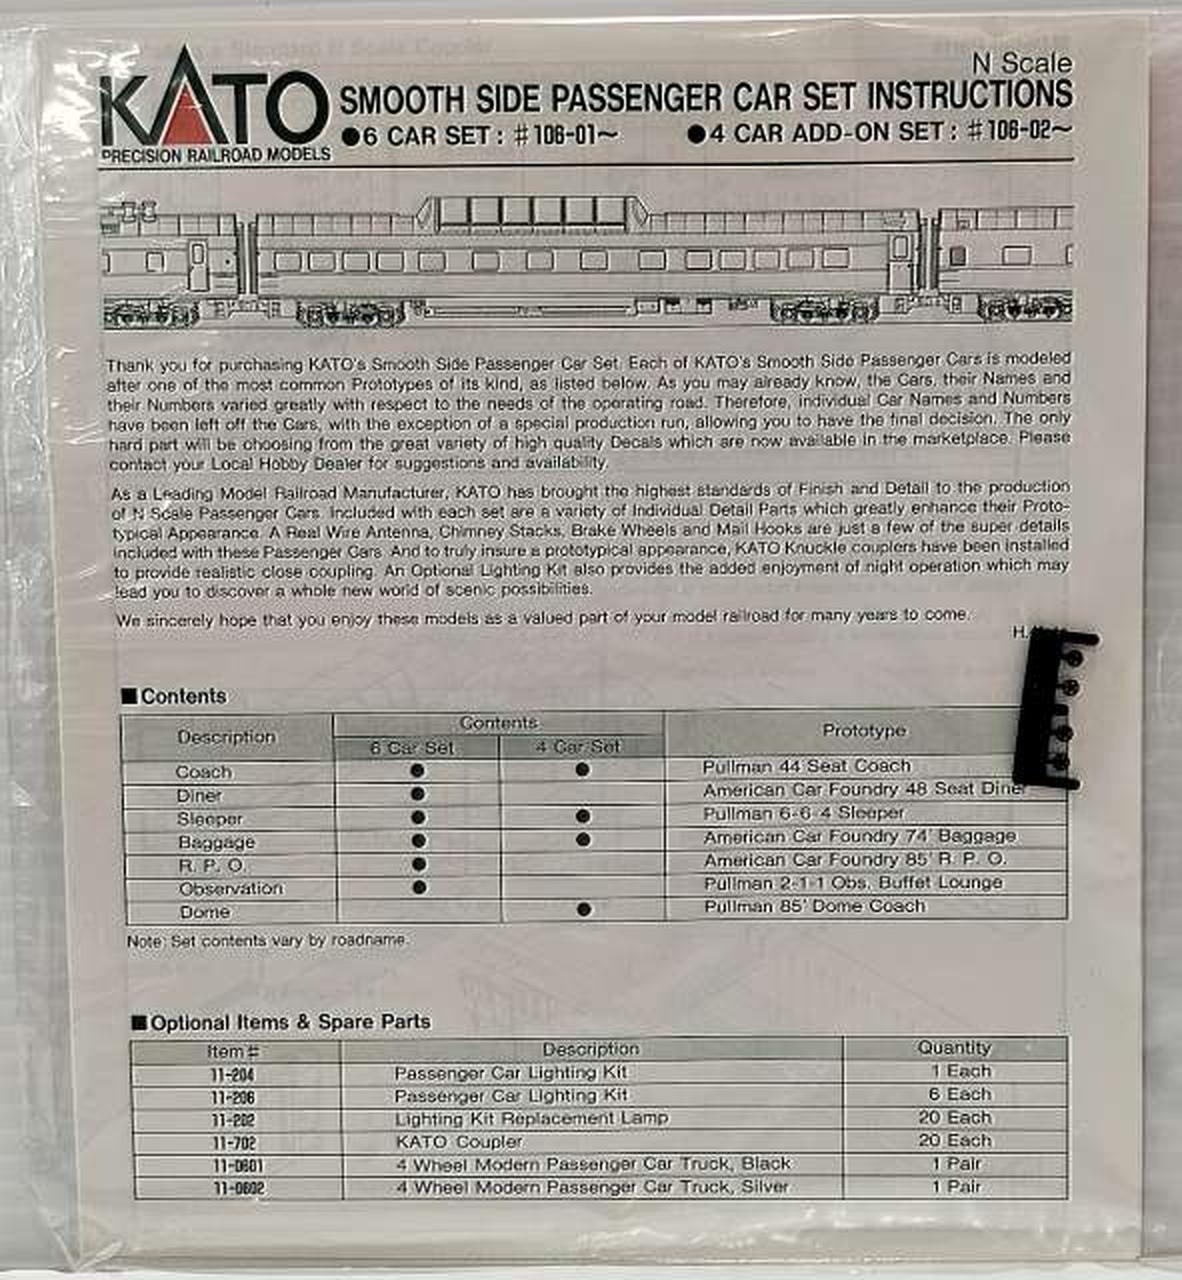 KATO
PRECISION RAILROAD MODELS
N Scale
SMOOTH SIDE PASSENGER CAR SET INSTRUCTIONS
●6 CAR SET : #106-01~ ●4 CAR ADD-ON SET : #106-02~
Thank you for purchasing KATO's Smooth Side Passenger Car Set. Each of KATO's Smooth Side Passenger Cars is modeled
after one of the most common Prototypes of its kind, as listed below. As you may already know, the Cars, their Names and
their Numbers varied greatly with respect to the needs of the operating road. Therefore, individual Car Names and Numbers
have been left off the Cars, with the exception of a special production run, allowing you to have the final decision. The only
hard part will be choosing from the great variety of high quality Decals which are now available in the marketplace. Please
contact your Local Hobby Dealer for suggestions and availability.
As a Leading Model Railroad Manufacturer, KATO has brought the highest standards of Finish and Detail to the production
of N Scale Passenger Cars. Included with each set are a variety of Individual Detail Parts which greatly enhance their Proto-
typical Appearance. A Real Wire Antenna, Chimney Stacks, Brake Wheels and Mail Hooks are just a few of the super details
included with these Passenger Cars. And to truly insure a prototypical appearance, KATO Knuckle couplers have been installed
to provide realistic close coupling. An Optional Lighting Kit also provides the added enjoyment of night operation which may
lead you to discover a whole new world of scenic possibilities.
We sincerely hope that you enjoy these models as a valued part of your model railroad for many years to come.
H.
■Contents
Description Contents Prototype
6 Car Set 4 Car Set
Coach ● ● Pullman 44 Seat Coach
Diner ● American Car Foundry 48 Seat Diner
Sleeper ● ● Pullman 6-6-4 Sleeper
Baggage ● ● American Car Foundry 74' Baggage
R. P. O. ● American Car Foundry 85' R. P. O.
Observation ● Pullman 2-1-1 Obs. Buffet Lounge
Dome ● Pullman 85' Dome Coach
Note: Set contents vary by roadname.
■Optional Items & Spare Parts
Item# Description Quantity
11-204 Passenger Car Lighting Kit 1 Each
11-206 Passenger Car Lighting Kit 6 Each
11-202 Lighting Kit Replacement Lamp 20 Each
11-702 KATO Coupler 20 Each
11-0601 4 Wheel Modern Passenger Car Truck, Black 1 Pair
11-0602 4 Wheel Modern Passenger Car Truck, Silver 1 Pair